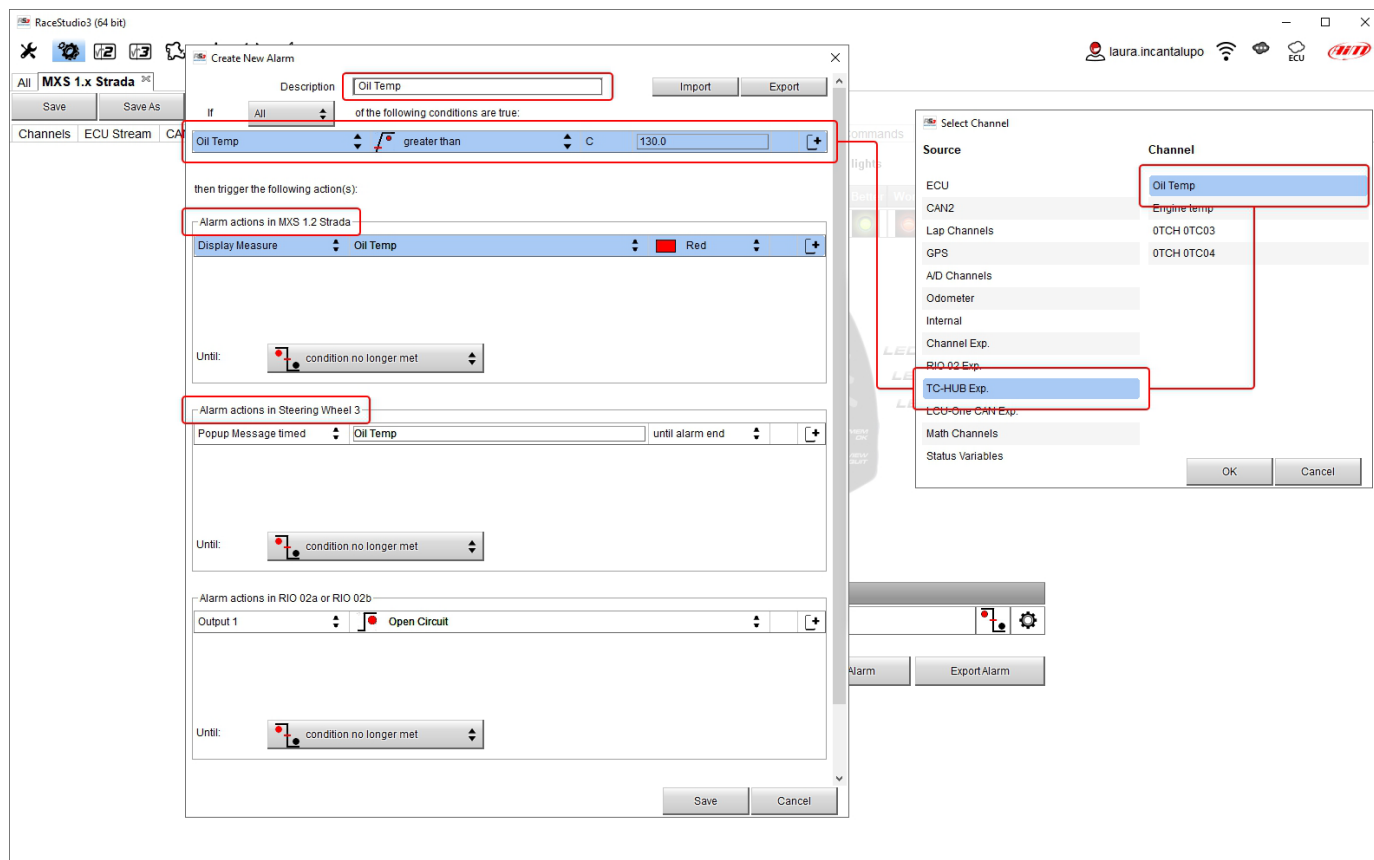 RaceStudio3 (64 bit)
laura.incantalupo
ECU
AiM
All MXS 1.x Strada
Save Save As
Channels ECU Stream CA
Commands
lights
Create New Alarm
Description Oil Temp Import Export
If All of the following conditions are true:
Oil Temp greater than C 130.0
then trigger the following action(s):
Alarm actions in MXS 1.2 Strada
Display Measure Oil Temp Red
Until: condition no longer met
Alarm actions in Steering Wheel 3
Popup Message timed Oil Temp until alarm end
Until: condition no longer met
Alarm actions in RIO 02a or RIO 02b
Output 1 Open Circuit
Until: condition no longer met
Save Cancel
Select Channel
Source Channel
ECU Oil Temp
CAN2 Engine temp
Lap Channels 0TCH 0TC03
GPS 0TCH 0TC04
A/D Channels
Odometer
Internal
Channel Exp.
RIO 02 Exp.
TC-HUB Exp.
LCU-One CAN Exp.
Math Channels
Status Variables
OK Cancel
Alarm Export Alarm